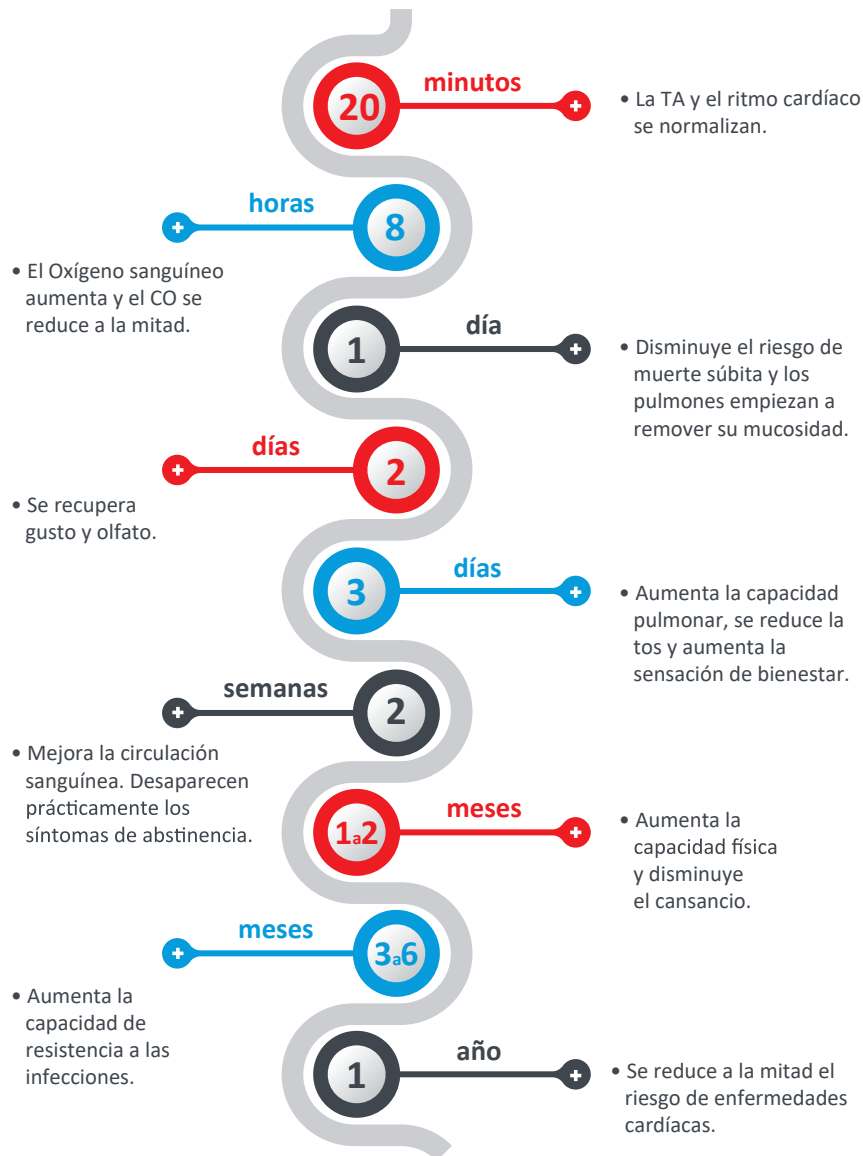 minutos
20
• La TA y el ritmo cardíaco
se normalizan.
horas
8
• El Oxígeno sanguíneo
aumenta y el CO se
reduce a la mitad.
día
1
• Disminuye el riesgo de
muerte súbita y los
pulmones empiezan a
remover su mucosidad.
días
2
• Se recupera
gusto y olfato.
días
3
• Aumenta la capacidad
pulmonar, se reduce la
tos y aumenta la
sensación de bienestar.
semanas
2
• Mejora la circulación
sanguínea. Desaparecen
prácticamente los
síntomas de abstinencia.
meses
1a2
• Aumenta la
capacidad física
y disminuye
el cansancio.
meses
3a6
• Aumenta la
capacidad de
resistencia a las
infecciones.
año
1
• Se reduce a la mitad el
riesgo de enfermedades
cardíacas.